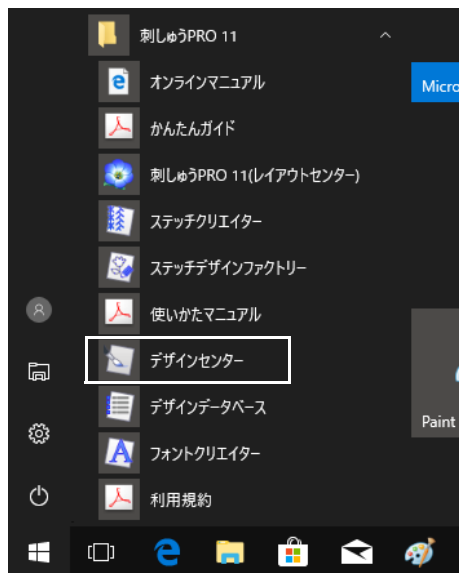 刺しゅうPRO 11
オンラインマニュアル
Micro
かんたんガイド
刺しゅうPRO 11(レイアウトセンター)
ステッチクリエイター
ステッチデザインファクトリー
使いかたマニュアル
デザインセンター
デザインデータベース
Paint
フォントクリエイター
利用規約